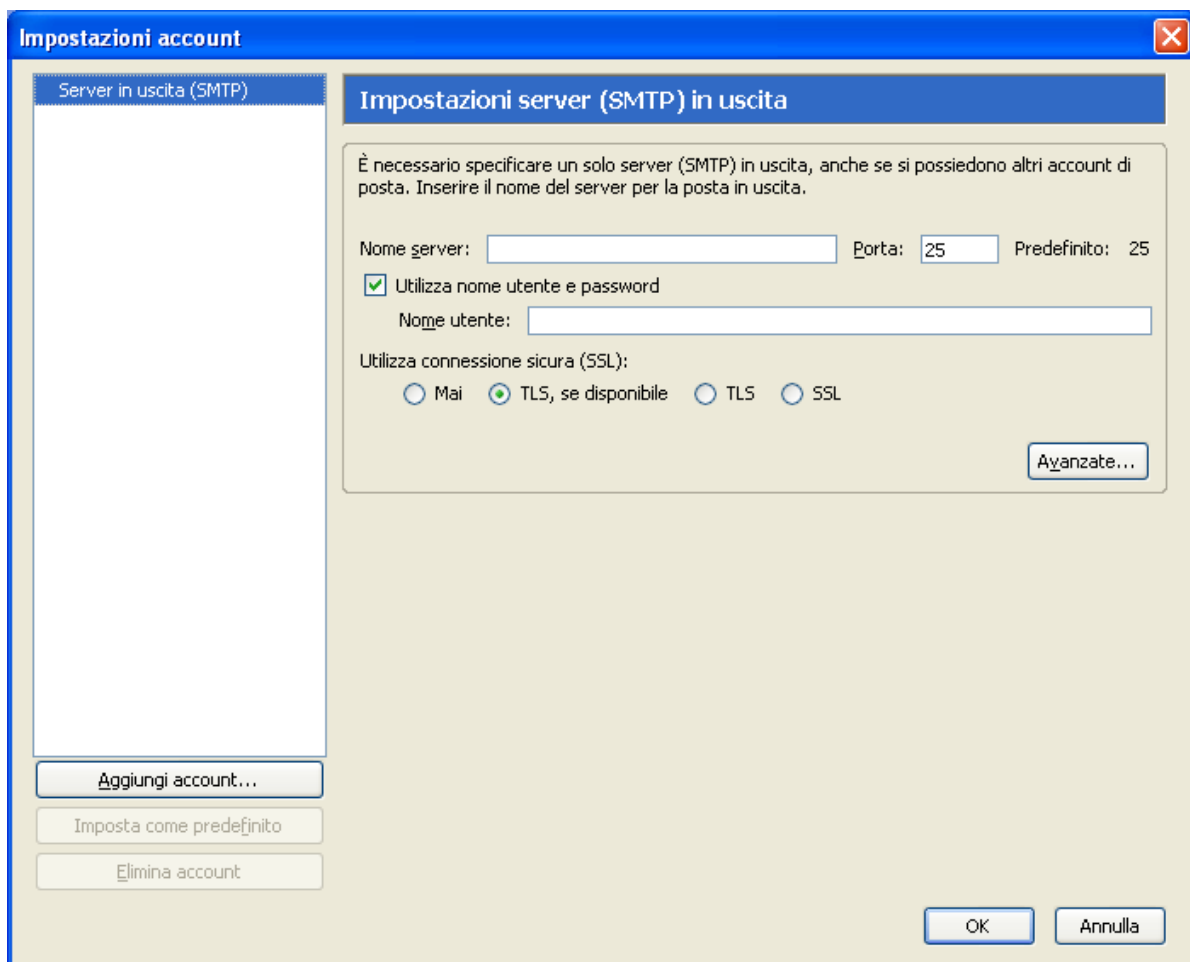 Impostazioni account
Server in uscita (SMTP)
Impostazioni server (SMTP) in uscita
È necessario specificare un solo server (SMTP) in uscita, anche se si possiedono altri account di
posta. Inserire il nome del server per la posta in uscita.
Nome server: Porta: 25 Predefinito: 25
Utilizza nome utente e password
Nome utente:
Utilizza connessione sicura (SSL):
Mai TLS, se disponibile TLS SSL
Avanzate...
Aggiungi account...
Imposta come predefinito
Elimina account
OK Annulla